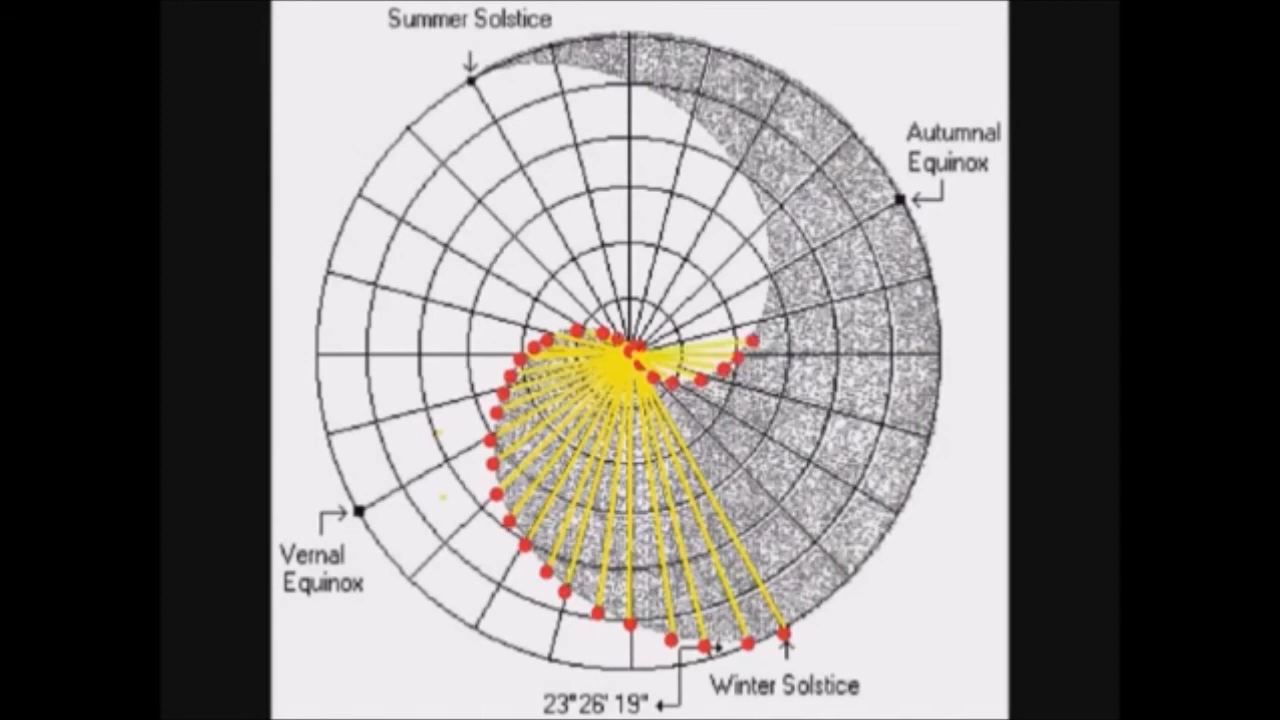 Summer Solstice
Autumnal
Equinox
Vernal
Equinox
Winter Solstice
23°26' 19"